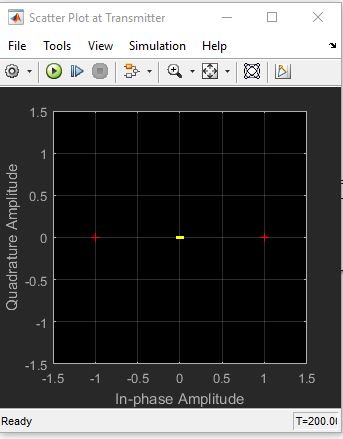 Scatter Plot at Transmitter
File Tools View Simulation Help
1.5
1
0.5
0
-0.5
-1
-1.5
Quadrature Amplitude
-1.5 -1 -0.5 0 0.5 1 1.5
In-phase Amplitude
Ready T=200.00